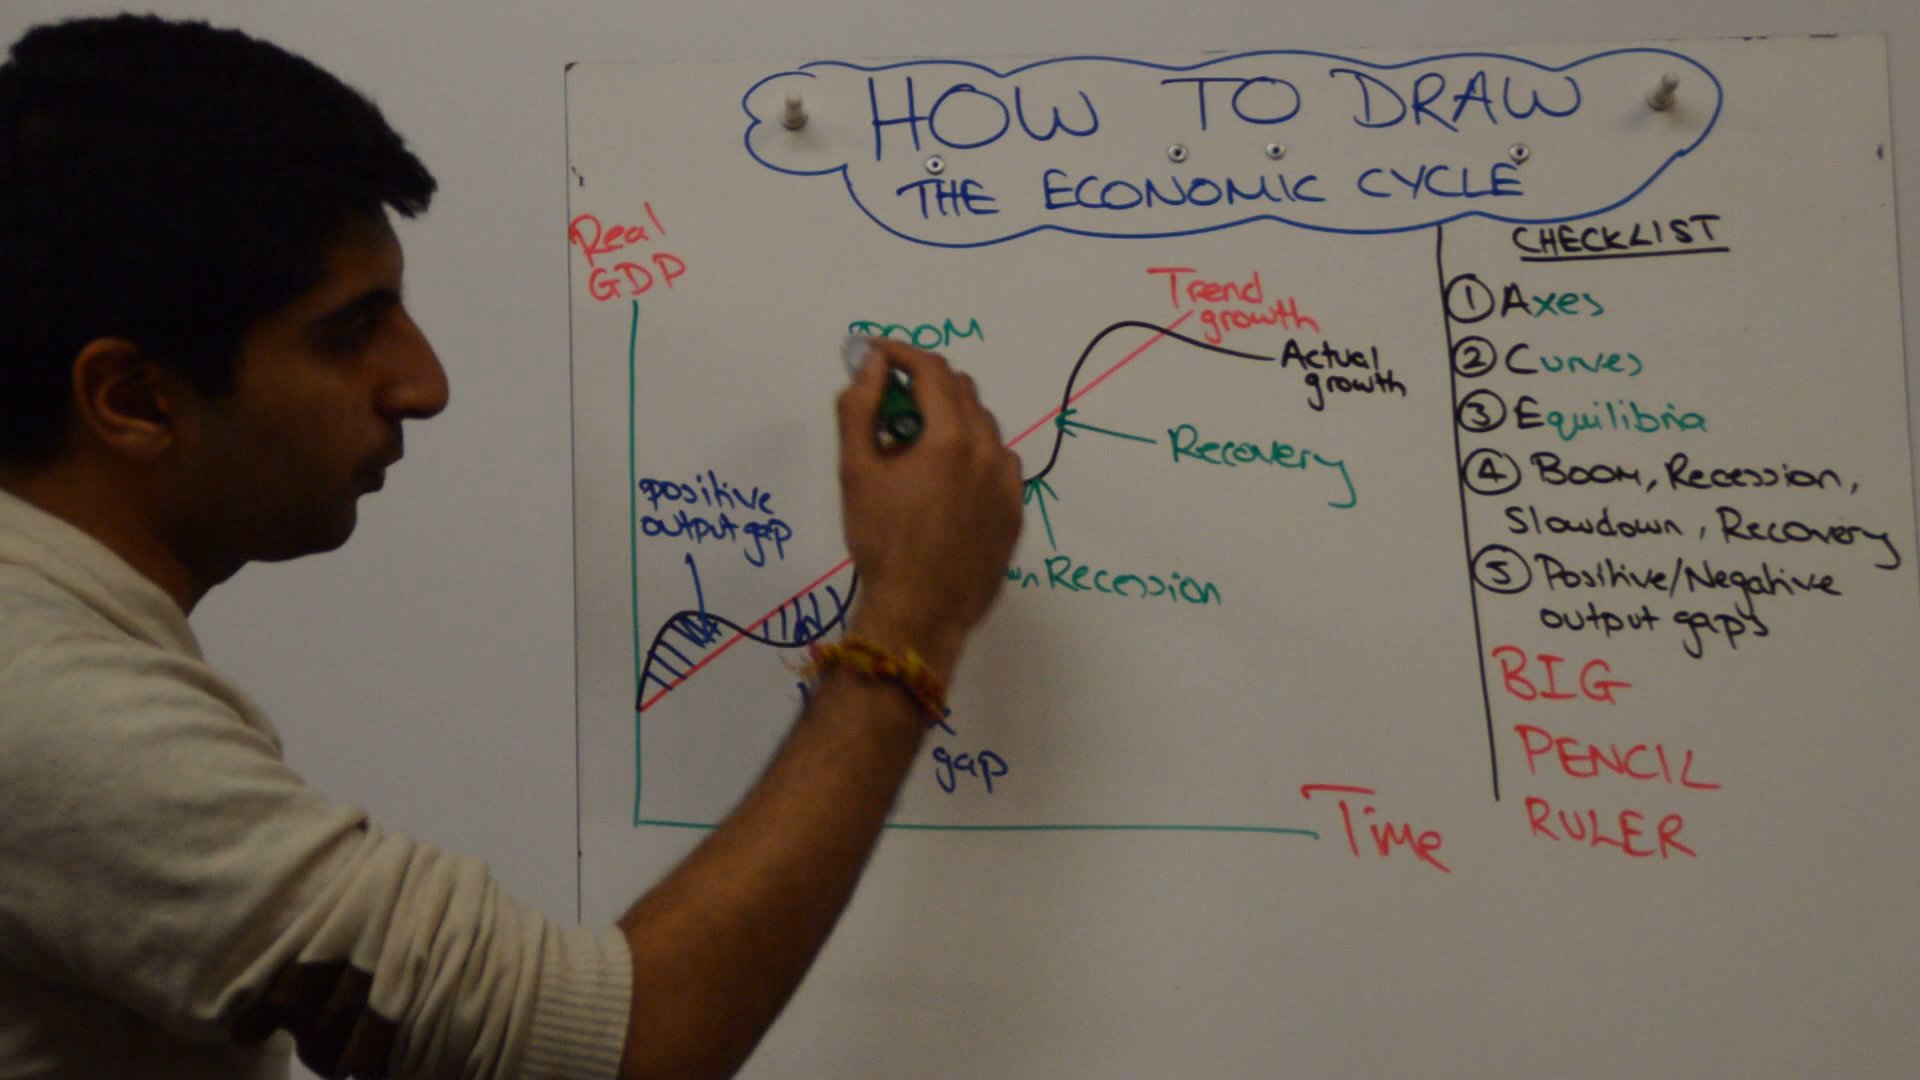 HOW TO DRAW
THE ECONOMIC CYCLE
Real
GDP
BOOM
Trend
growth
Actual
growth
Recovery
positive
output gap
Recession
gap
Time
CHECKLIST
① Axes
② Curves
③ Equilibria
④ Boom, Recession,
Slowdown, Recovery
⑤ Positive/Negative
output gaps
BIG
PENCIL
RULER